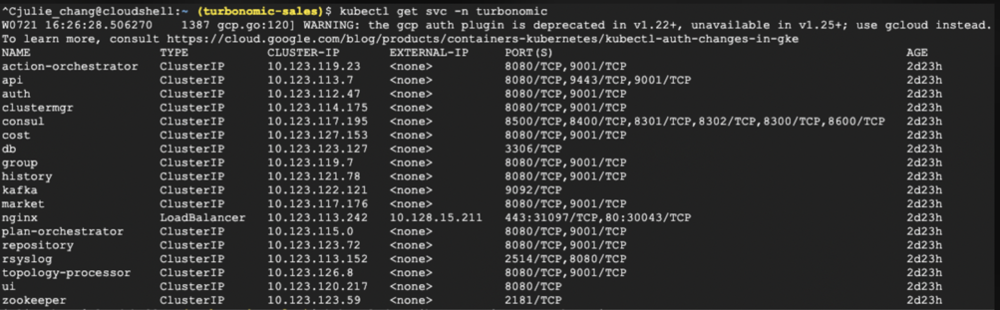 ^Cjulie_chang@cloudshell:~ (turbonomic-sales)$ kubectl get svc -n turbonomic
W0721 16:26:28.506270    1387 gcp.go:120] WARNING: the gcp auth plugin is deprecated in v1.22+, unavailable in v1.25+; use gcloud instead.
To learn more, consult https://cloud.google.com/blog/products/containers-kubernetes/kubectl-auth-changes-in-gke
NAME                  TYPE           CLUSTER-IP       EXTERNAL-IP     PORT(S)                                                 AGE
action-orchestrator   ClusterIP      10.123.119.23    <none>          8080/TCP,9001/TCP                                       2d23h
api                   ClusterIP      10.123.113.7     <none>          8080/TCP,9443/TCP,9001/TCP                              2d23h
auth                  ClusterIP      10.123.112.47    <none>          8080/TCP,9001/TCP                                       2d23h
clustermgr            ClusterIP      10.123.114.175   <none>          8080/TCP,9001/TCP                                       2d23h
consul                ClusterIP      10.123.117.195   <none>          8500/TCP,8400/TCP,8301/TCP,8302/TCP,8300/TCP,8600/TCP   2d23h
cost                  ClusterIP      10.123.127.153   <none>          8080/TCP,9001/TCP                                       2d23h
db                    ClusterIP      10.123.123.127   <none>          3306/TCP                                                2d23h
group                 ClusterIP      10.123.119.7     <none>          8080/TCP,9001/TCP                                       2d23h
history               ClusterIP      10.123.121.78    <none>          8080/TCP,9001/TCP                                       2d23h
kafka                 ClusterIP      10.123.122.121   <none>          9092/TCP                                                2d23h
market                ClusterIP      10.123.117.176   <none>          8080/TCP,9001/TCP                                       2d23h
nginx                 LoadBalancer   10.123.113.242   10.128.15.211   443:31097/TCP,80:30043/TCP                              2d23h
plan-orchestrator     ClusterIP      10.123.115.0     <none>          8080/TCP,9001/TCP                                       2d23h
repository            ClusterIP      10.123.123.72    <none>          8080/TCP,9001/TCP                                       2d23h
rsyslog               ClusterIP      10.123.113.152   <none>          2514/TCP,8080/TCP                                       2d23h
topology-processor    ClusterIP      10.123.126.8     <none>          8080/TCP,9001/TCP                                       2d23h
ui                    ClusterIP      10.123.120.217   <none>          8080/TCP                                                2d23h
zookeeper             ClusterIP      10.123.123.59    <none>          2181/TCP                                                2d23h